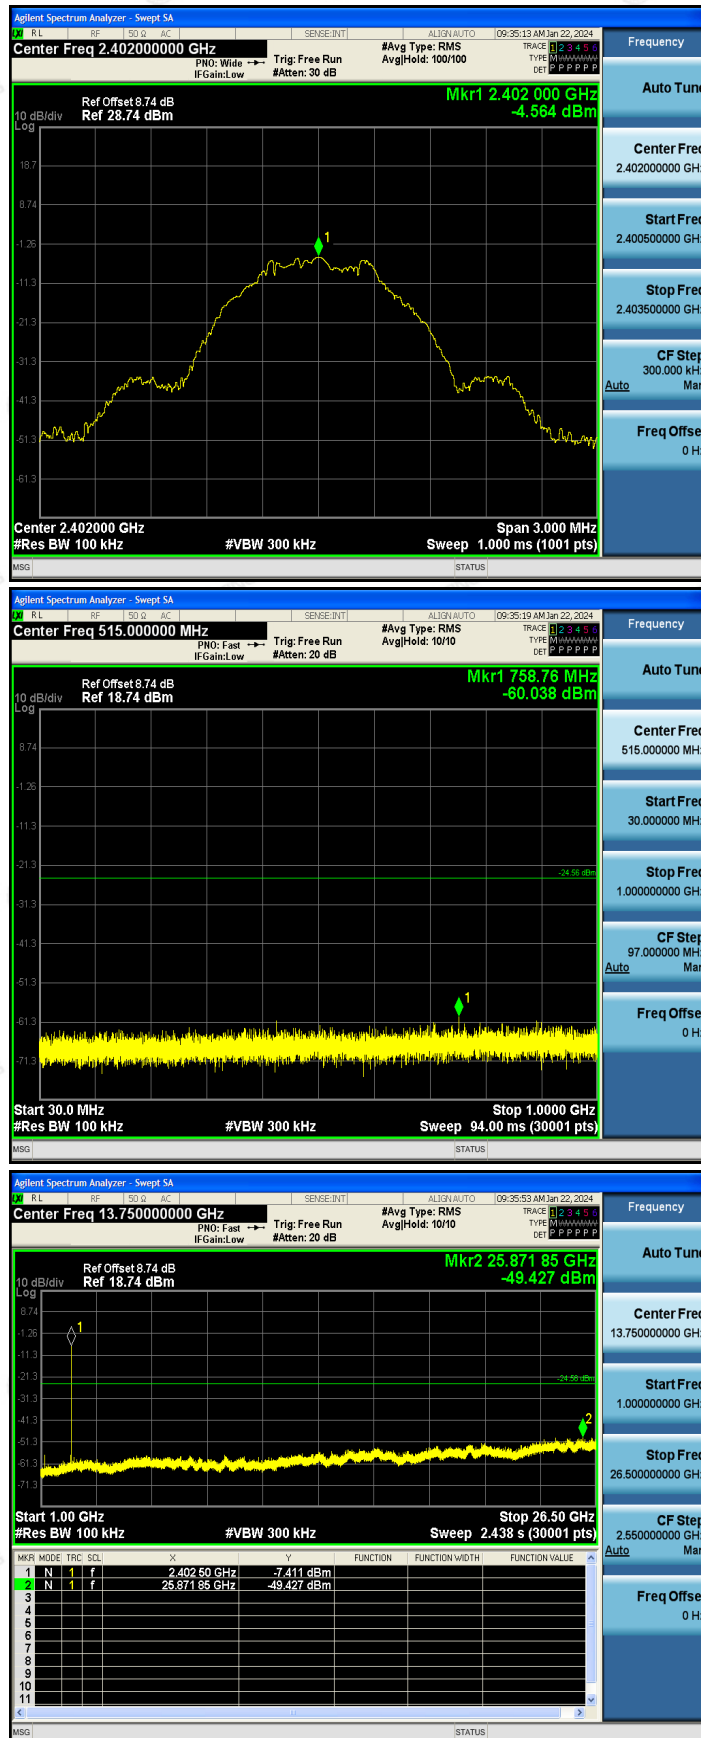 Agilent Spectrum Analyzer - Swept SA
LXI RL RF 50 Ω AC SENSE:INT ALIGN AUTO 09:35:13 AM Jan 22, 2024
Center Freq 2.402000000 GHz #Avg Type: RMS TRACE 1 2 3 4 5 6
PNO: Wide Trig: Free Run Avg|Hold: 100/100 TYPE M
IFGain:Low #Atten: 30 dB DET P P P P P P
Frequency
Mkr1 2.402 000 GHz
-4.564 dBm
Ref Offset 8.74 dB
10 dB/div Ref 28.74 dBm
Log
18.7
8.74
-1.26
-11.3
-21.3
-31.3
-41.3
-51.3
-61.3
1
Center 2.402000 GHz Span 3.000 MHz
#Res BW 100 kHz #VBW 300 kHz Sweep 1.000 ms (1001 pts)
MSG STATUS
Auto Tun
Center Fre
2.402000000 GH
Start Fre
2.400500000 GH
Stop Fre
2.403500000 GH
CF Ste
300.000 kH
Auto Ma
Freq Offse
0 H
Agilent Spectrum Analyzer - Swept SA
LXI RL RF 50 Ω AC SENSE:INT ALIGN AUTO 09:35:19 AM Jan 22, 2024
Center Freq 515.000000 MHz #Avg Type: RMS TRACE 1 2 3 4 5 6
PNO: Fast Trig: Free Run Avg|Hold: 10/10 TYPE M
IFGain:Low #Atten: 20 dB DET P P P P P P
Frequency
Mkr1 758.76 MHz
-60.038 dBm
Ref Offset 8.74 dB
10 dB/div Ref 18.74 dBm
Log
8.74
-1.26
-11.3
-21.3
-31.3
-41.3
-51.3
-61.3
-71.3
-24.56 dBm
1
Start 30.0 MHz Stop 1.0000 GHz
#Res BW 100 kHz #VBW 300 kHz Sweep 94.00 ms (30001 pts)
MSG STATUS
Auto Tun
Center Fre
515.000000 MH
Start Fre
30.000000 MH
Stop Fre
1.000000000 GH
CF Ste
97.000000 MH
Auto Ma
Freq Offse
0 H
Agilent Spectrum Analyzer - Swept SA
LXI RL RF 50 Ω AC SENSE:INT ALIGN AUTO 09:35:53 AM Jan 22, 2024
Center Freq 13.750000000 GHz #Avg Type: RMS TRACE 1 2 3 4 5 6
PNO: Fast Trig: Free Run Avg|Hold: 10/10 TYPE M
IFGain:Low #Atten: 20 dB DET P P P P P P
Frequency
Mkr2 25.871 85 GHz
-49.427 dBm
Ref Offset 8.74 dB
10 dB/div Ref 18.74 dBm
Log
8.74
-1.26
-11.3
-21.3
-31.3
-41.3
-51.3
-61.3
-71.3
-24.56 dBm
1
2
Start 1.00 GHz Stop 26.50 GHz
#Res BW 100 kHz #VBW 300 kHz Sweep 2.438 s (30001 pts)
MKR MODE TRC SCL X Y FUNCTION FUNCTION WIDTH FUNCTION VALUE
1 N 1 f 2.402 50 GHz -7.411 dBm
2 N 1 f 25.871 85 GHz -49.427 dBm
3
4
5
6
7
8
9
10
11
MSG STATUS
Auto Tun
Center Fre
13.750000000 GH
Start Fre
1.000000000 GH
Stop Fre
26.500000000 GH
CF Ste
2.550000000 GH
Auto Ma
Freq Offse
0 H